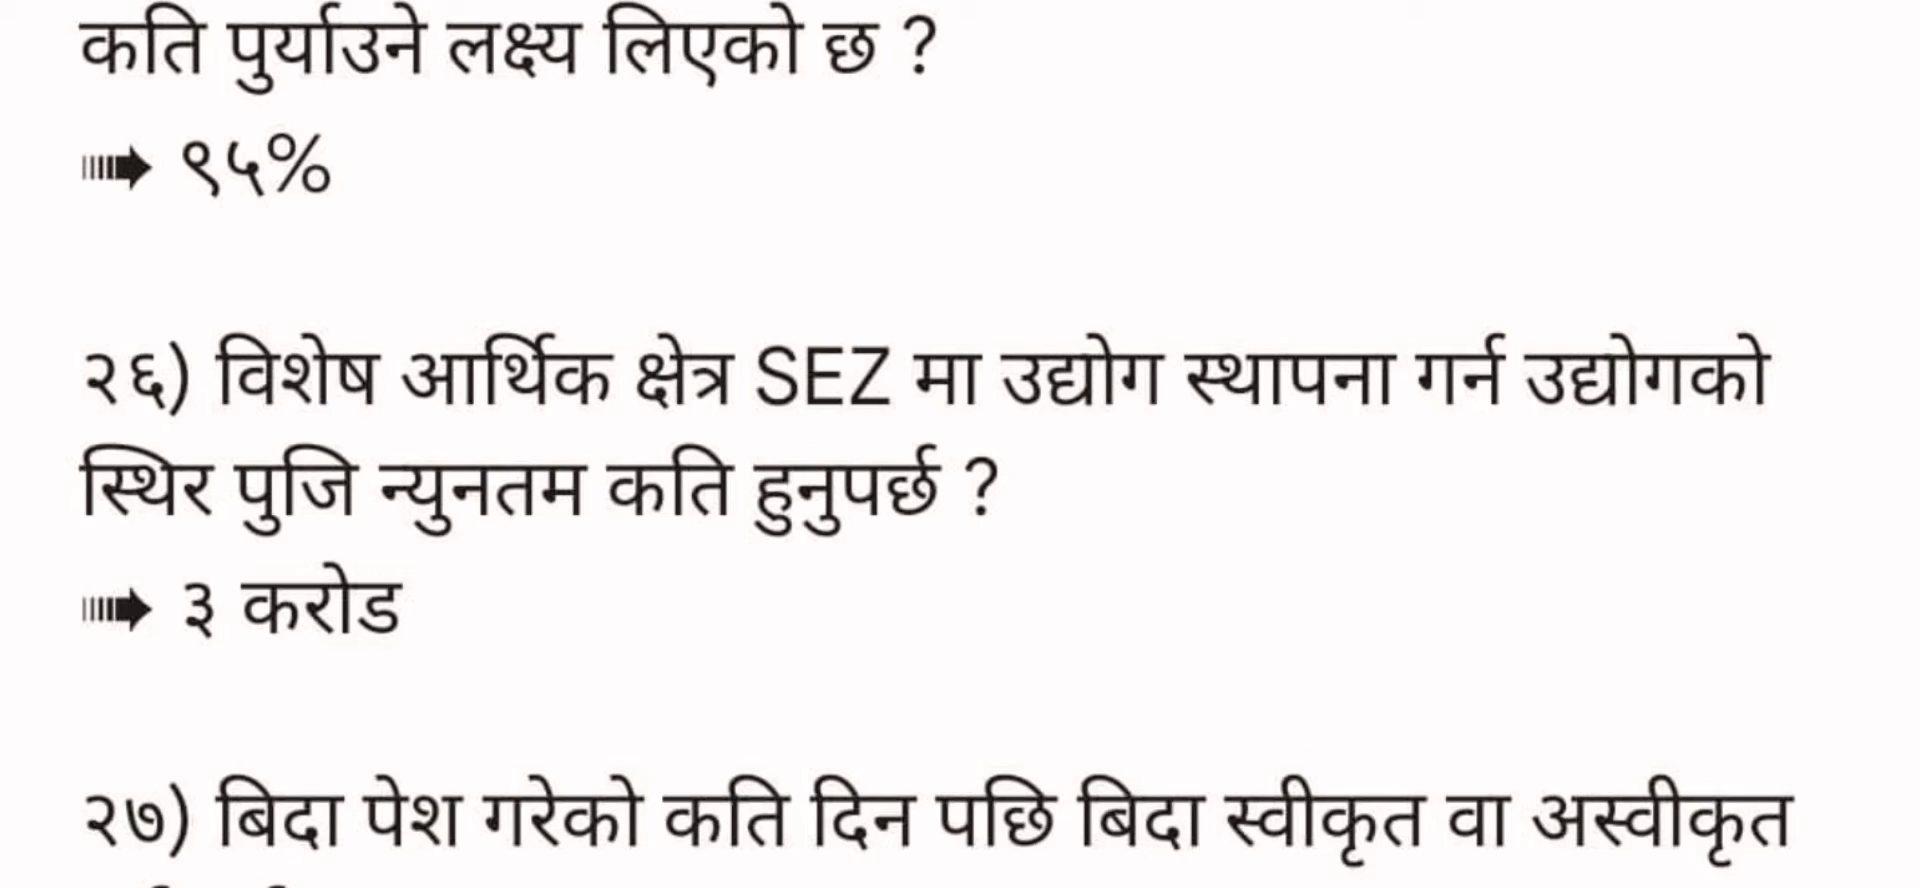 कति पुर्याउने लक्ष्य लिएको छ ?
➠ ९५%
२६) विशेष आर्थिक क्षेत्र SEZ मा उद्योग स्थापना गर्न उद्योगको
स्थिर पुजि न्युनतम कति हुनुपर्छ ?
➠ ३ करोड
२७) बिदा पेश गरेको कति दिन पछि बिदा स्वीकृत वा अस्वीकृत